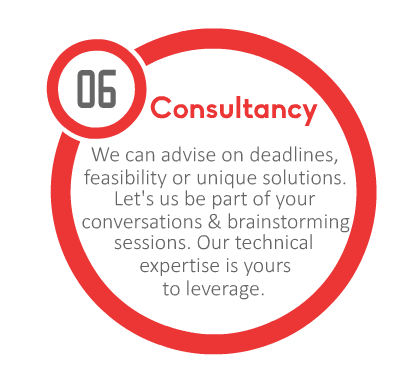 06
Consultancy
We can advise on deadlines,
feasibility or unique solutions.
Let's us be part of your
conversations & brainstorming
sessions. Our technical
expertise is yours
to leverage.